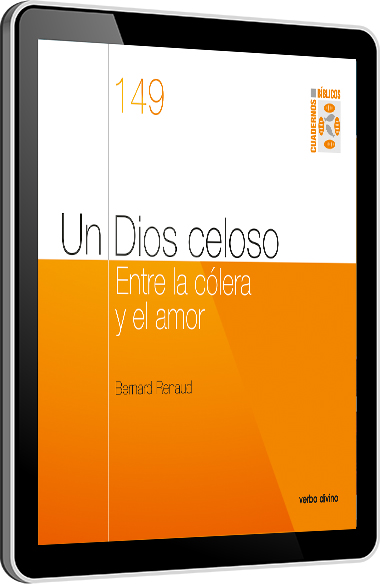 149
CUADERNOS
BÍBLICOS
Un Dios celoso
Entre la cólera
y el amor
Bernard Renaud
verbo divino